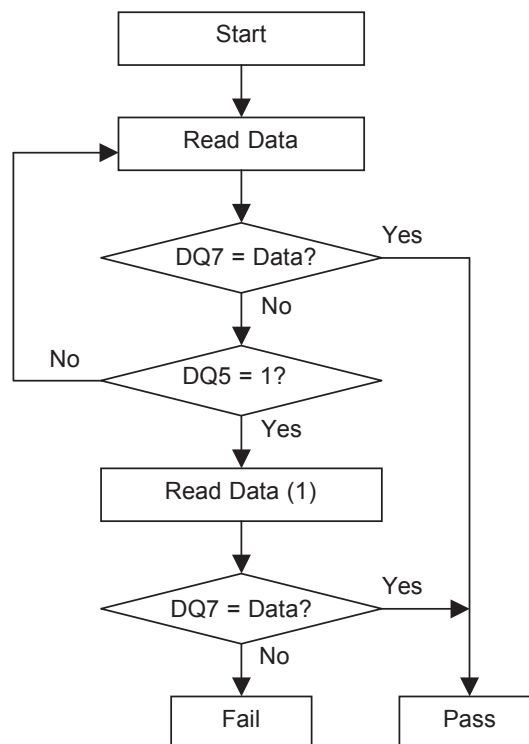 Start
Read Data
DQ7 = Data?
Yes
No
DQ5 = 1?
No
Yes
Read Data (1)
DQ7 = Data?
Yes
No
Fail
Pass